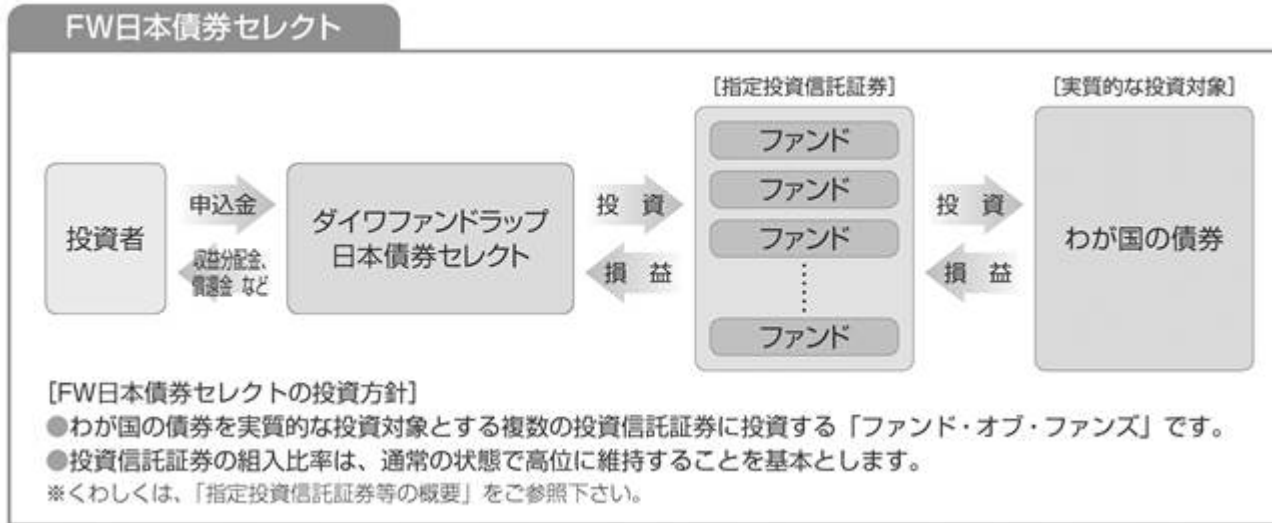 FW日本債券セレクト
[指定投資信託証券]
[実質的な投資対象]
投資者
申込金
収益分配金、
償還金 など
ダイワファンドラップ
日本債券セレクト
投 資
損 益
ファンド
ファンド
ファンド
ファンド
投 資
損 益
わが国の債券
[FW日本債券セレクトの投資方針]
●わが国の債券を実質的な投資対象とする複数の投資信託証券に投資する「ファンド・オブ・ファンズ」です。
●投資信託証券の組入比率は、通常の状態で高位に維持することを基本とします。
※くわしくは、「指定投資信託証券等の概要」をご参照下さい。